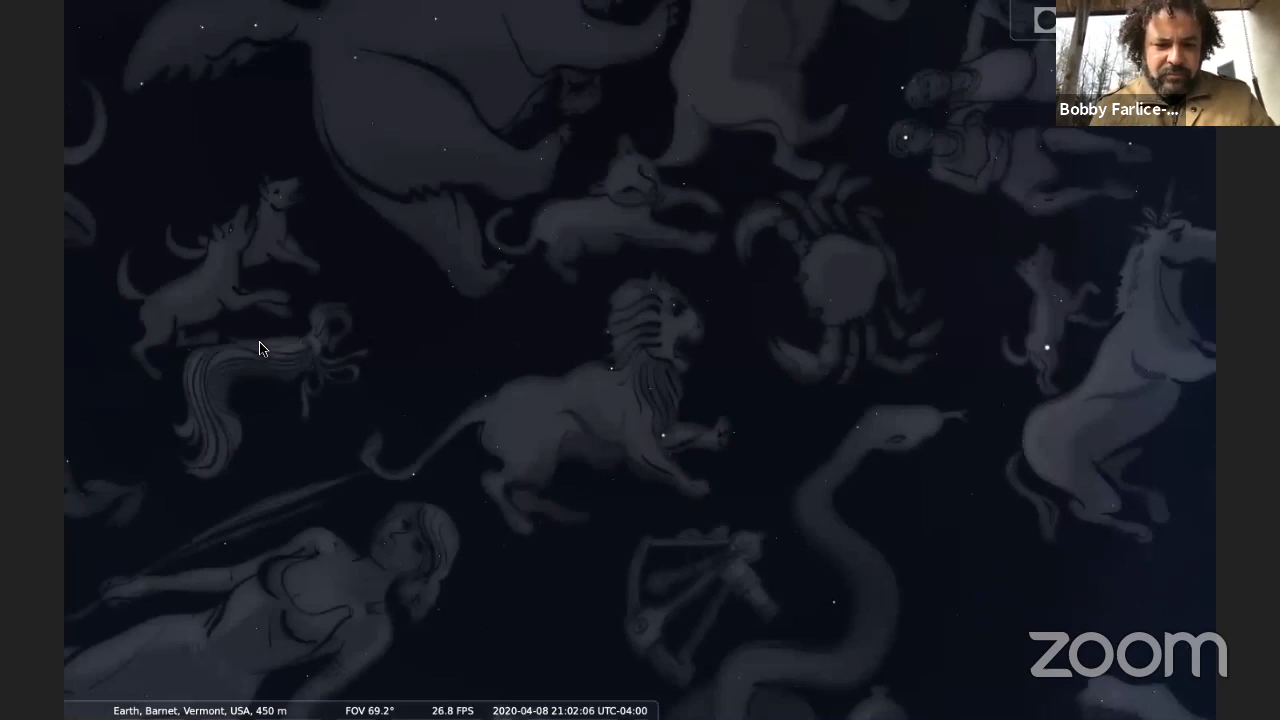 Bobby Farlice-...
zoom
Earth, Barnet, Vermont, USA, 450 m FOV 69.2° 26.8 FPS 2020-04-08 21:02:06 UTC-04:00